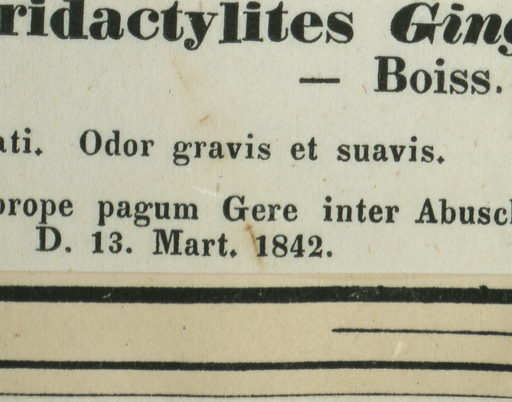 ridactylites Ging
— Boiss.
ati. Odor gravis et suavis.
prope pagum Gere inter Abusch
D. 13. Mart. 1842.